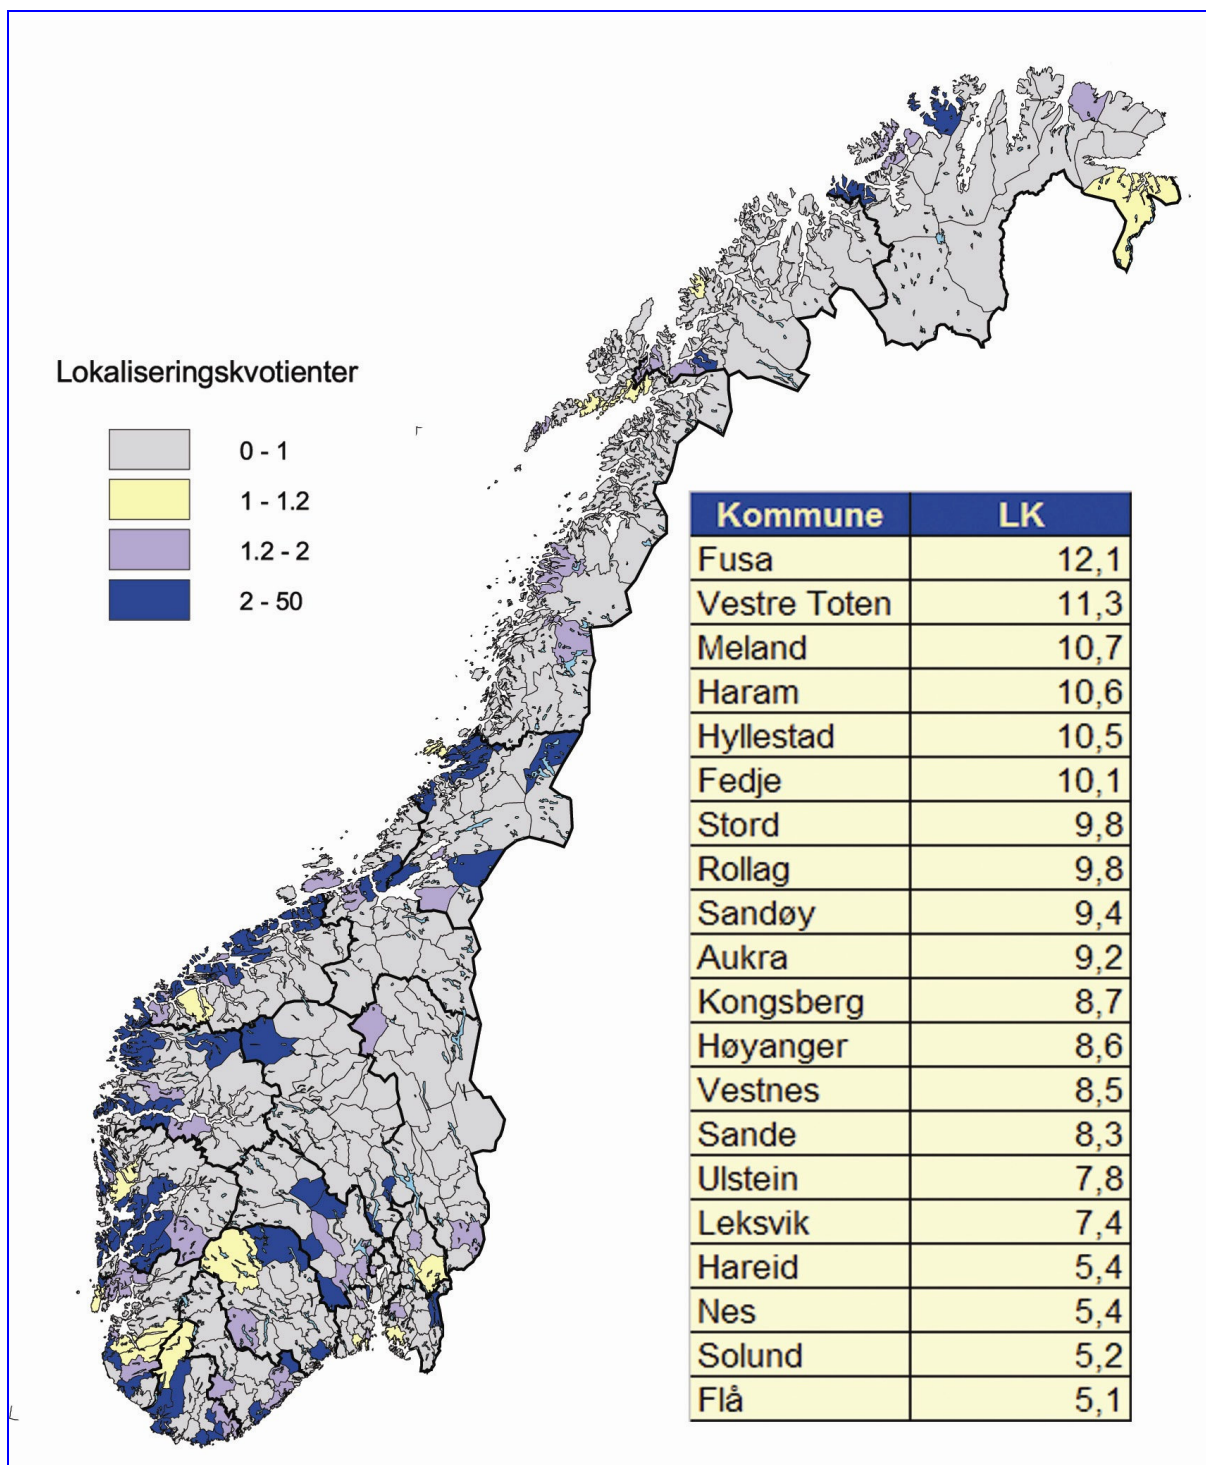 Lokaliseringskvotienter
0 - 1
1 - 1.2
1.2 - 2
2 - 50
Kommune LK
Fusa 12,1
Vestre Toten 11,3
Meland 10,7
Haram 10,6
Hyllestad 10,5
Fedje 10,1
Stord 9,8
Rollag 9,8
Sandøy 9,4
Aukra 9,2
Kongsberg 8,7
Høyanger 8,6
Vestnes 8,5
Sande 8,3
Ulstein 7,8
Leksvik 7,4
Hareid 5,4
Nes 5,4
Solund 5,2
Flå 5,1